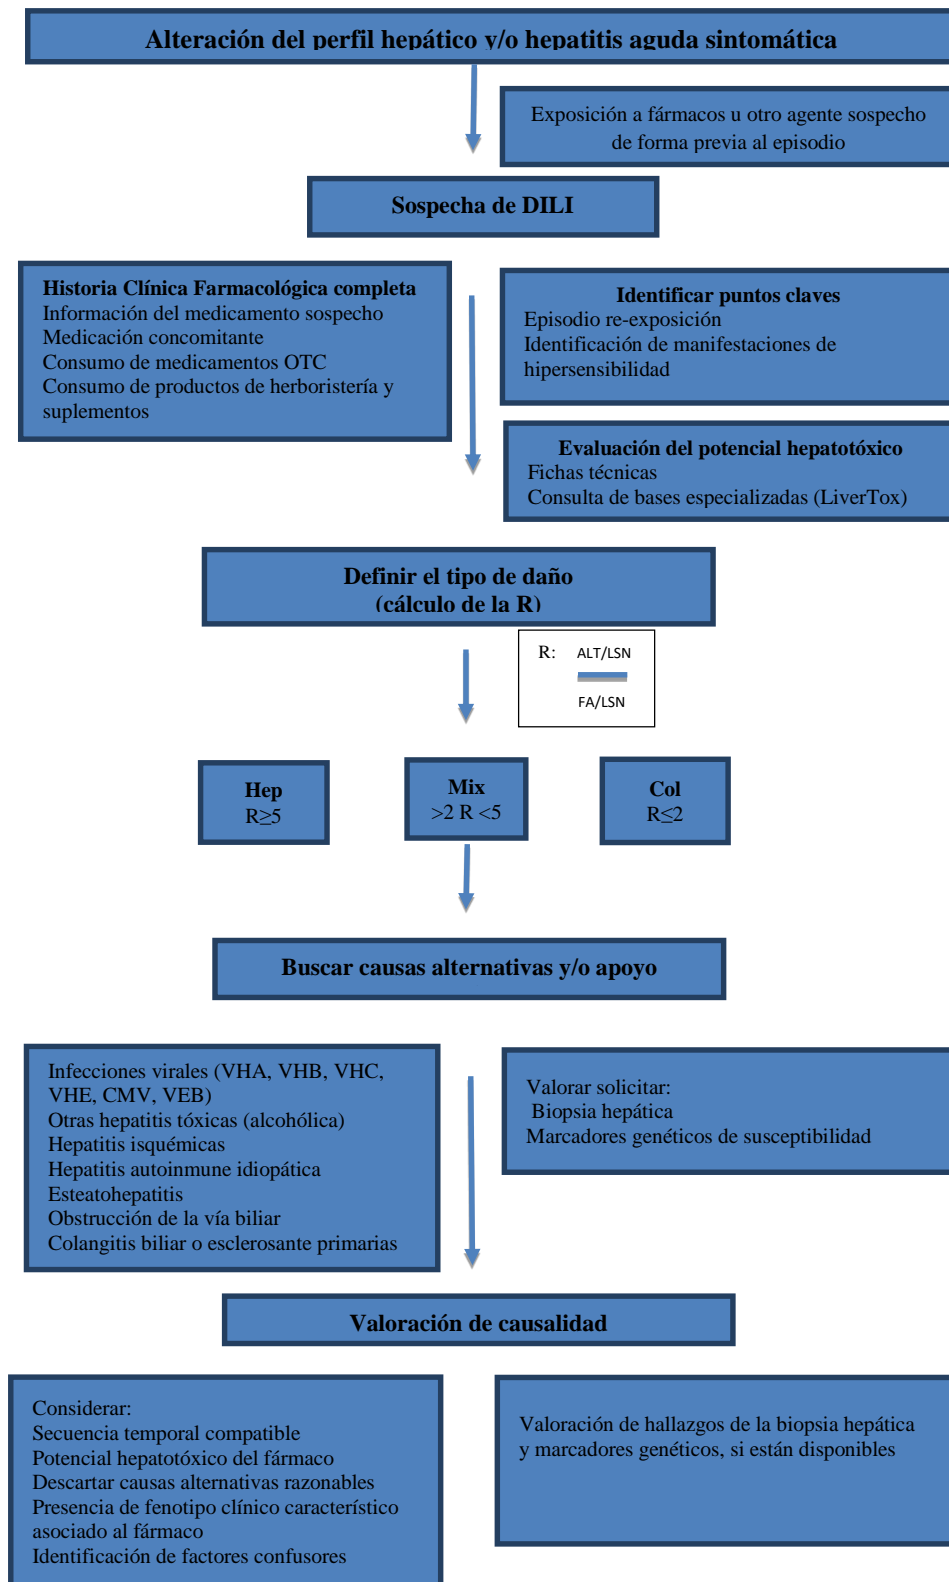 Alteración del perfil hepático y/o hepatitis aguda sintomática
Exposición a fármacos u otro agente sospecho
de forma previa al episodio
Sospecha de DILI
Historia Clínica Farmacológica completa
Información del medicamento sospecho
Medicación concomitante
Consumo de medicamentos OTC
Consumo de productos de herboristería y
suplementos
Identificar puntos claves
Episodio re-exposición
Identificación de manifestaciones de
hipersensibilidad
Evaluación del potencial hepatotóxico
Fichas técnicas
Consulta de bases especializadas (LiverTox)
Definir el tipo de daño
(cálculo de la R)
R: ALT/LSN
FA/LSN
Hep
R≥5
Mix
>2 R <5
Col
R≤2
Buscar causas alternativas y/o apoyo
Infecciones virales (VHA, VHB, VHC,
VHE, CMV, VEB)
Otras hepatitis tóxicas (alcohólica)
Hepatitis isquémicas
Hepatitis autoinmune idiopática
Esteatohepatitis
Obstrucción de la vía biliar
Colangitis biliar o esclerosante primarias
Valorar solicitar:
Biopsia hepática
Marcadores genéticos de susceptibilidad
Valoración de causalidad
Considerar:
Secuencia temporal compatible
Potencial hepatotóxico del fármaco
Descartar causas alternativas razonables
Presencia de fenotipo clínico característico
asociado al fármaco
Identificación de factores confusores
Valoración de hallazgos de la biopsia hepática
y marcadores genéticos, si están disponibles